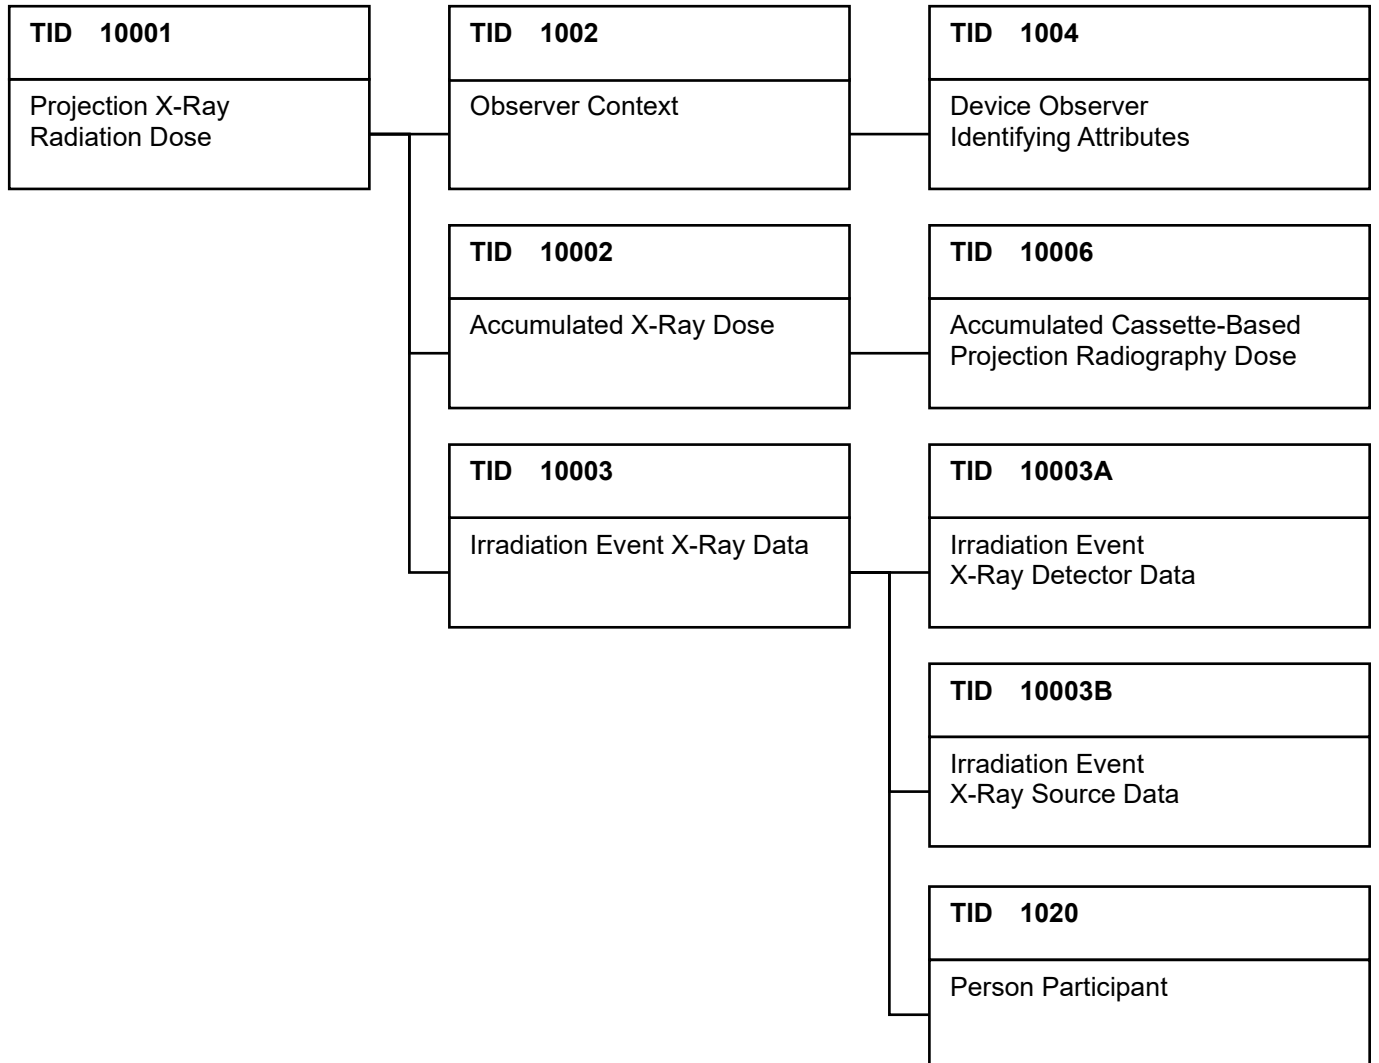 TID 10001
Projection X-Ray
Radiation Dose
TID 1002
Observer Context
TID 1004
Device Observer
Identifying Attributes
TID 10002
Accumulated X-Ray Dose
TID 10006
Accumulated Cassette-Based
Projection Radiography Dose
TID 10003
Irradiation Event X-Ray Data
TID 10003A
Irradiation Event
X-Ray Detector Data
TID 10003B
Irradiation Event
X-Ray Source Data
TID 1020
Person Participant